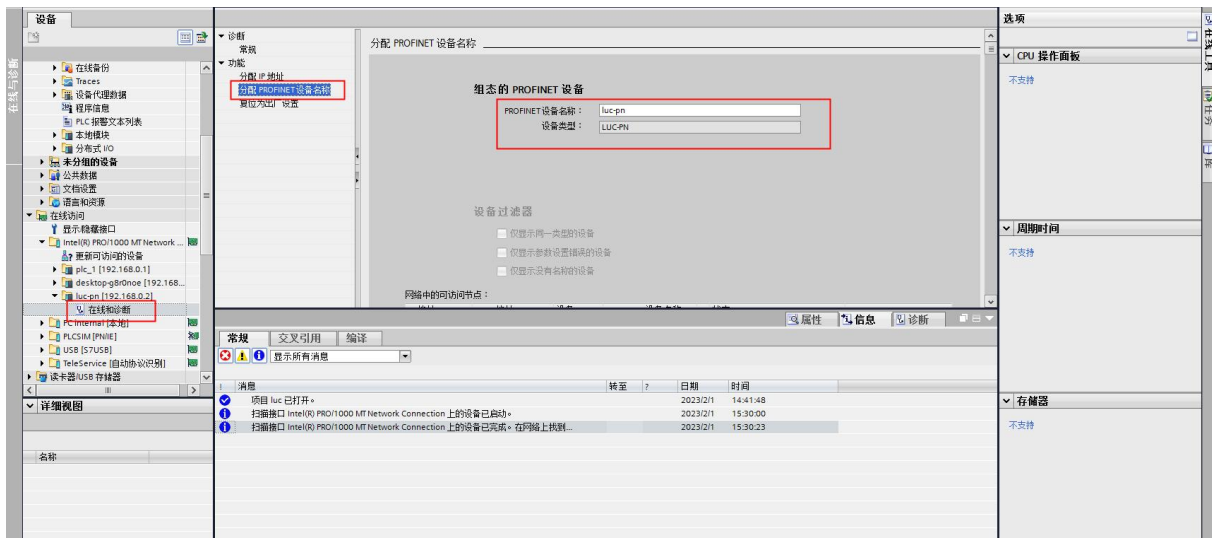 设备
在线与诊断
在线备份
Traces
设备代理数据
程序信息
PLC 报警文本列表
本地模块
分布式 I/O
未分组的设备
公共数据
文档设置
语言和资源
在线访问
显示/隐藏接口
Intel(R) PRO/1000 MT Network ...
更新可访问的设备
plc_1 [192.168.0.1]
desktop-g8r0noe [192.168...
luc-pn [192.168.0.2]
在线和诊断
PC internal [本地]
PLCSIM [PN/IE]
USB [S7USB]
TeleService [自动协议识别]
读卡器/USB 存储器
详细视图
名称
诊断
常规
功能
分配 IP 地址
分配 PROFINET 设备名称
复位为出厂设置
分配 PROFINET 设备名称
组态的 PROFINET 设备
PROFINET设备名称： luc-pn
设备类型： LUC-PN
设备过滤器
仅显示同一类型的设备
仅显示参数设置错误的设备
仅显示没有名称的设备
网络中的可访问节点：
属性 信息 诊断
常规 交叉引用 编译
显示所有消息
! 消息 转至 ? 日期 时间
项目 luc 已打开。 2023/2/1 14:41:48
扫描接口 Intel(R) PRO/1000 MT Network Connection 上的设备已启动。 2023/2/1 15:30:00
扫描接口 Intel(R) PRO/1000 MT Network Connection 上的设备已完成。在网络上找到... 2023/2/1 15:30:23
选项
CPU 操作面板
不支持
周期时间
不支持
存储器
不支持
在线工具
任务
库